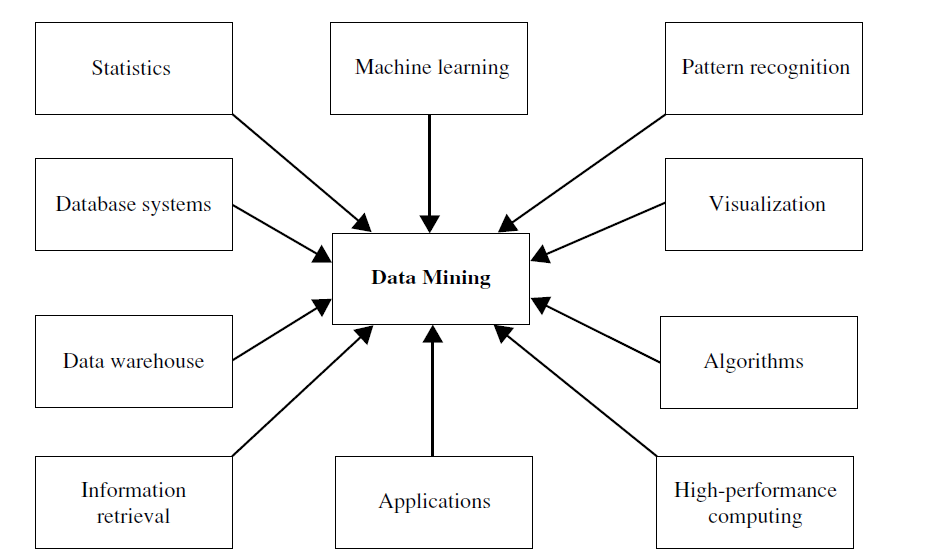 Statistics
Machine learning
Pattern recognition
Database systems
Visualization
Data Mining
Data warehouse
Algorithms
Information
retrieval
Applications
High-performance
computing